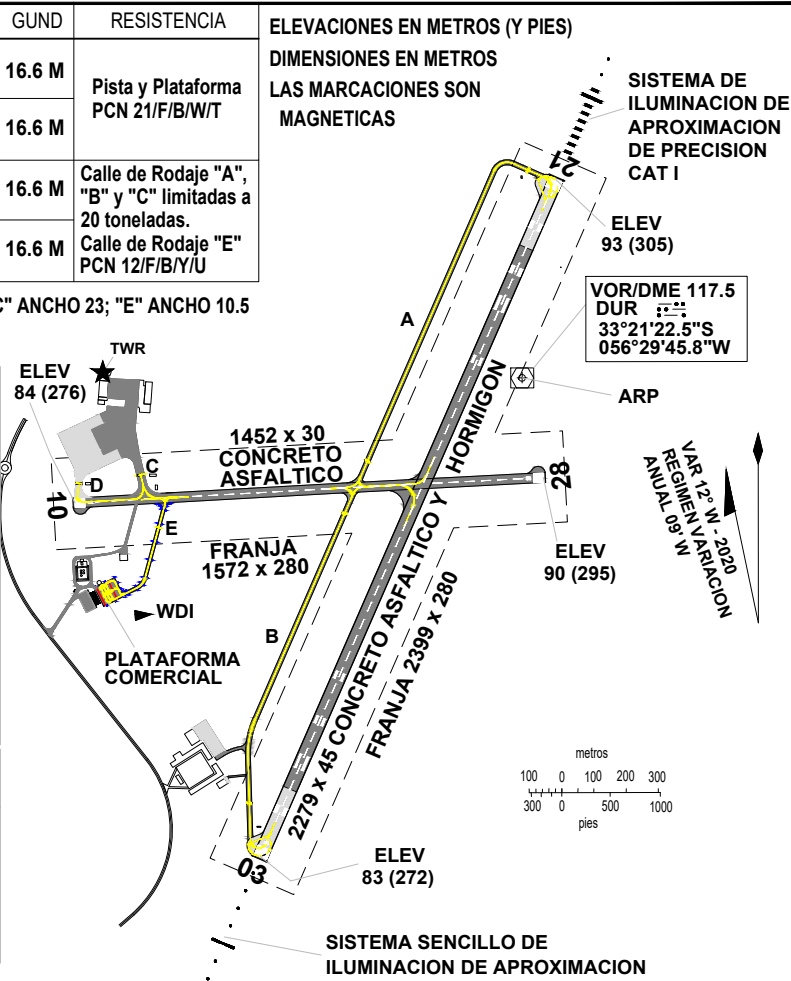 GUND RESISTENCIA
16.6 M
16.6 M
16.6 M
16.6 M
Pista y Plataforma
PCN 21/F/B/W/T
Calle de Rodaje "A",
"B" y "C" limitadas a
20 toneladas.
Calle de Rodaje "E"
PCN 12/F/B/Y/U
C" ANCHO 23; "E" ANCHO 10.5
ELEVACIONES EN METROS (Y PIES)
DIMENSIONES EN METROS
LAS MARCACIONES SON
MAGNETICAS
SISTEMA DE
ILUMINACION DE
APROXIMACION
DE PRECISION
CAT I
21
ELEV
93 (305)
VOR/DME 117.5
DUR
33°21'22.5"S
056°29'45.8"W
ARP
A
TWR
ELEV
84 (276)
1452 x 30
CONCRETO
ASFALTICO
C
D
10
E
28
FRANJA
1572 x 280
ELEV
90 (295)
VAR 12° W - 2020
REGIMEN VARIACION
ANUAL 09' W
WDI
B
PLATAFORMA
COMERCIAL
2279 x 45 CONCRETO ASFALTICO Y HORMIGON
FRANJA 2399 x 280
metros
100 0 100 200 300
300 0 500 1000
pies
03
ELEV
83 (272)
SISTEMA SENCILLO DE
ILUMINACION DE APROXIMACION